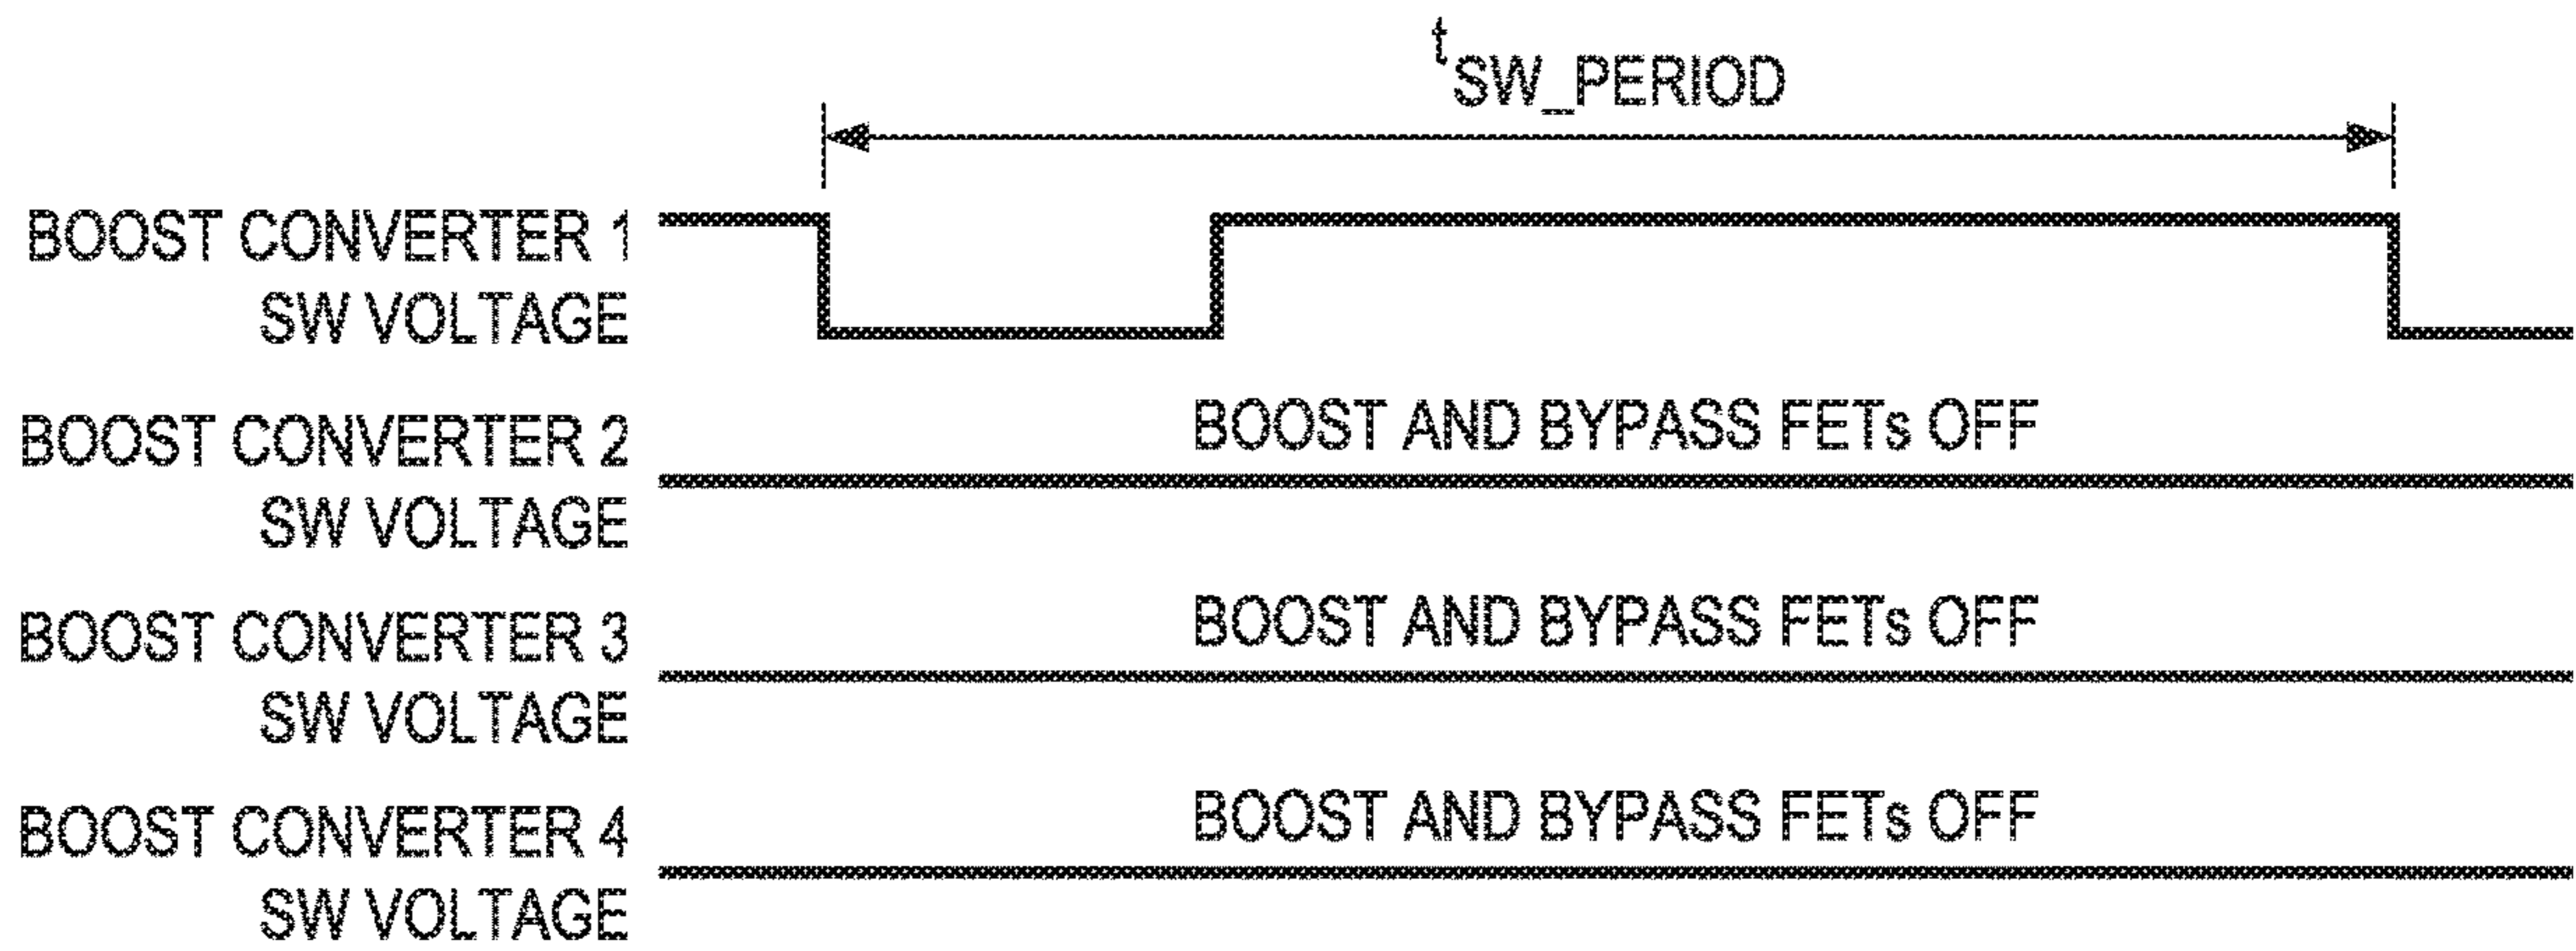 tSW_PERIOD
BOOST CONVERTER 1
SW VOLTAGE
BOOST AND BYPASS FETs OFF
BOOST CONVERTER 2
SW VOLTAGE
BOOST AND BYPASS FETs OFF
BOOST CONVERTER 3
SW VOLTAGE
BOOST AND BYPASS FETs OFF
BOOST CONVERTER 4
SW VOLTAGE